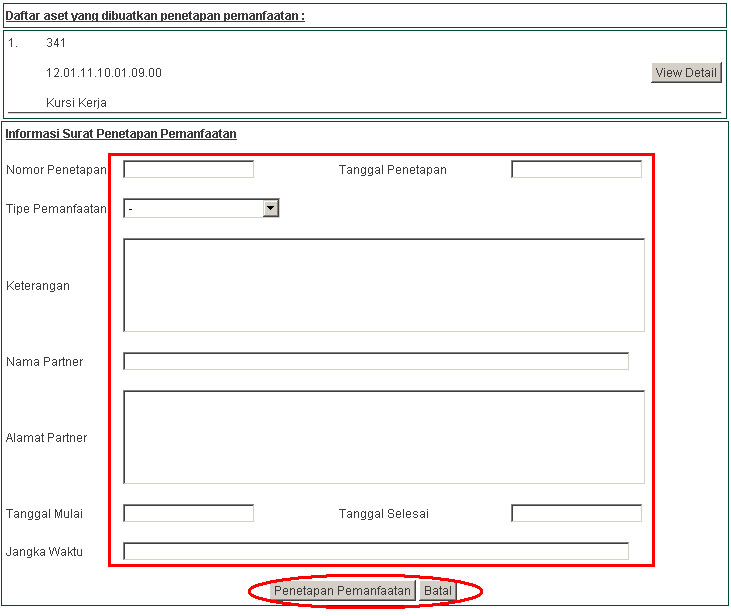 Daftar aset yang dibuatkan penetapan pemanfaatan :
1. 341
12.01.11.10.01.09.00
View Detail
Kursi Kerja
Informasi Surat Penetapan Pemanfaatan
Nomor Penetapan Tanggal Penetapan
Tipe Pemanfaatan -
Keterangan
Nama Partner
Alamat Partner
Tanggal Mulai Tanggal Selesai
Jangka Waktu
Penetapan Pemanfaatan Batal